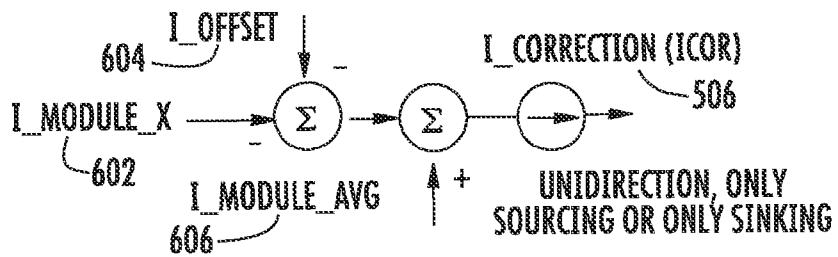 I_OFFSET
604
−
I_CORRECTION (ICOR)
506
I_MODULE_X
Σ
Σ
−
602
I_MODULE_AVG
+
606
UNIDIRECTION, ONLY
SOURCING OR ONLY SINKING